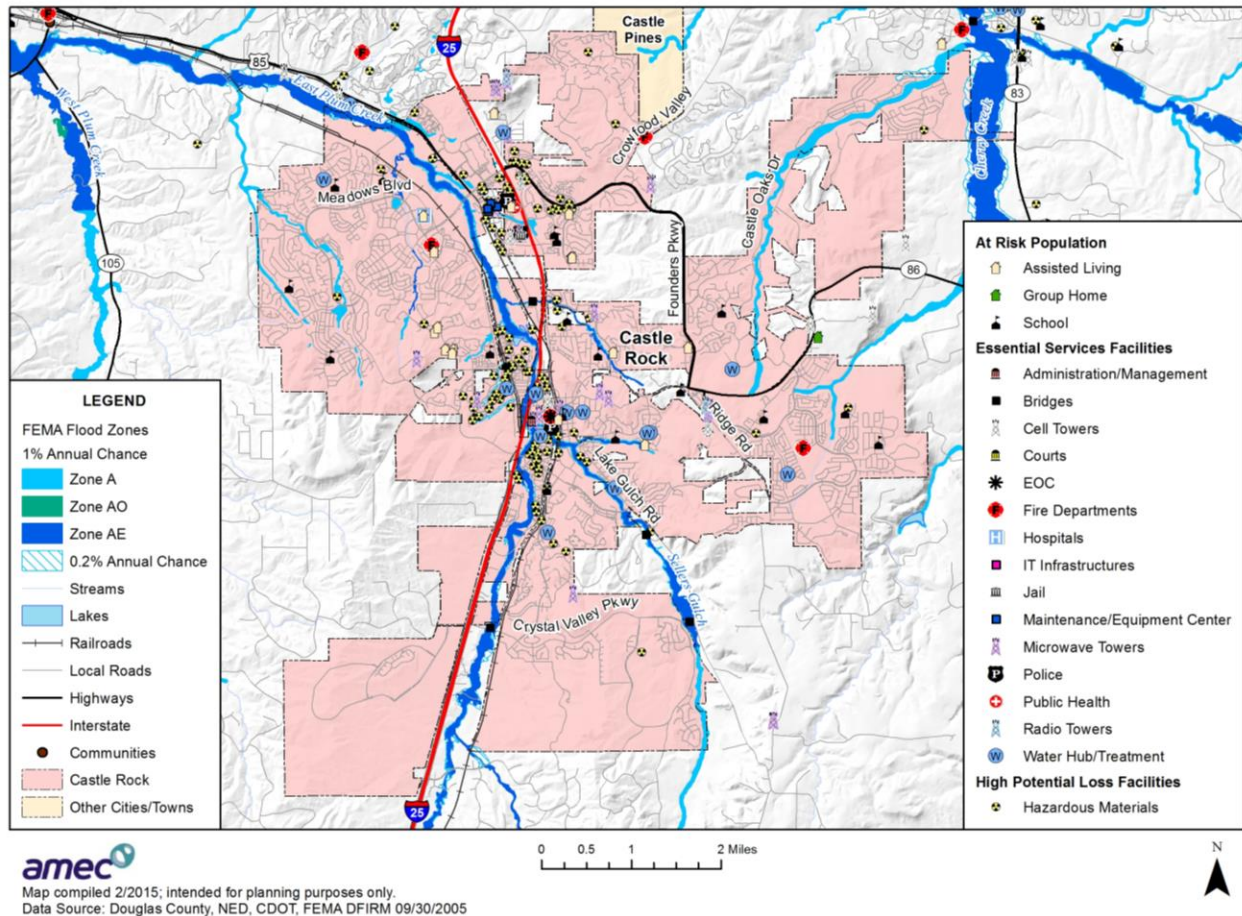 Castle
Pines
25
85
East Plum Creek
West Plum Creek
Crowfood Valley
83
Cherry Creek
Meadows Blvd
Castle Oaks Dr
105
Founders Pkwy
86
Castle
Rock
Ridge Rd
Lake Gulch Rd
Sellers Gulch
Crystal Valley Pkwy
25
LEGEND
FEMA Flood Zones
1% Annual Chance
Zone A
Zone AO
Zone AE
0.2% Annual Chance
Streams
Lakes
Railroads
Local Roads
Highways
Interstate
Communities
Castle Rock
Other Cities/Towns
At Risk Population
Assisted Living
Group Home
School
Essential Services Facilities
Administration/Management
Bridges
Cell Towers
Courts
EOC
Fire Departments
Hospitals
IT Infrastructures
Jail
Maintenance/Equipment Center
Microwave Towers
Police
Public Health
Radio Towers
Water Hub/Treatment
High Potential Loss Facilities
Hazardous Materials
amec
Map compiled 2/2015; intended for planning purposes only.
Data Source: Douglas County, NED, CDOT, FEMA DFIRM 09/30/2005
0 0.5 1 2 Miles
N